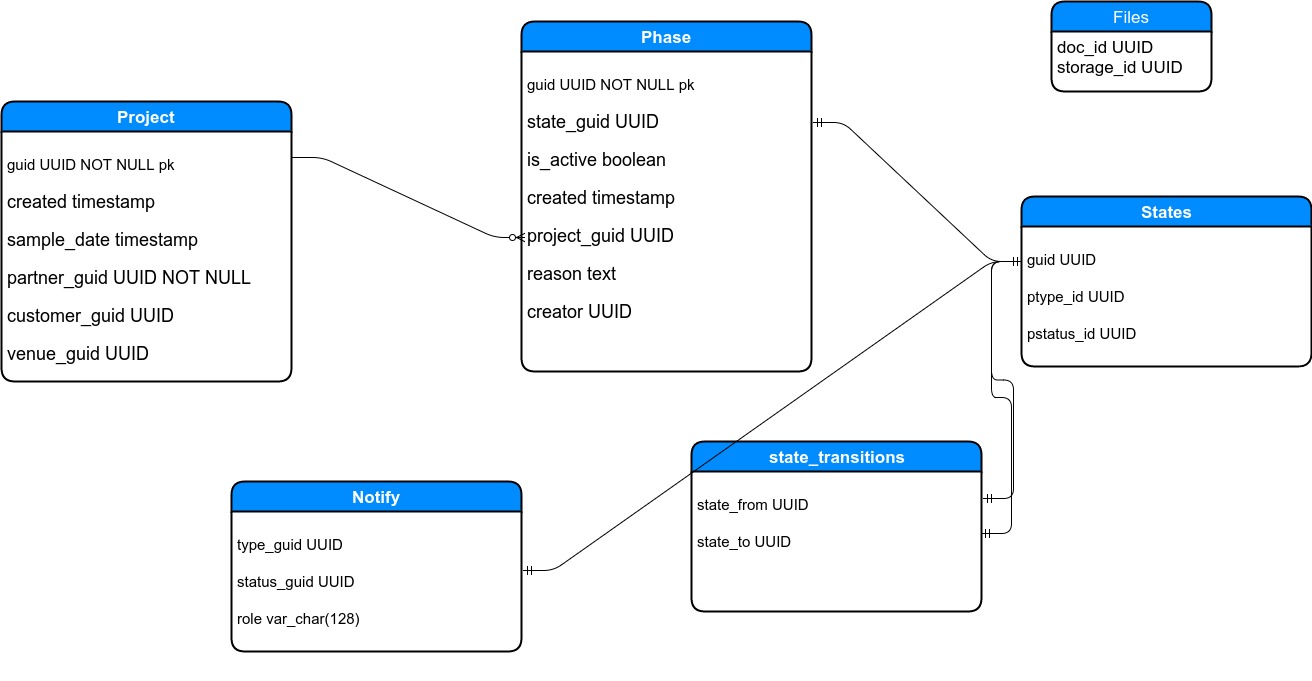 Files
doc_id UUID
storage_id UUID
Phase
guid UUID NOT NULL pk
state_guid UUID
is_active boolean
created timestamp
project_guid UUID
reason text
creator UUID
Project
guid UUID NOT NULL pk
created timestamp
sample_date timestamp
partner_guid UUID NOT NULL
customer_guid UUID
venue_guid UUID
States
guid UUID
ptype_id UUID
pstatus_id UUID
state_transitions
state_from UUID
state_to UUID
Notify
type_guid UUID
status_guid UUID
role var_char(128)